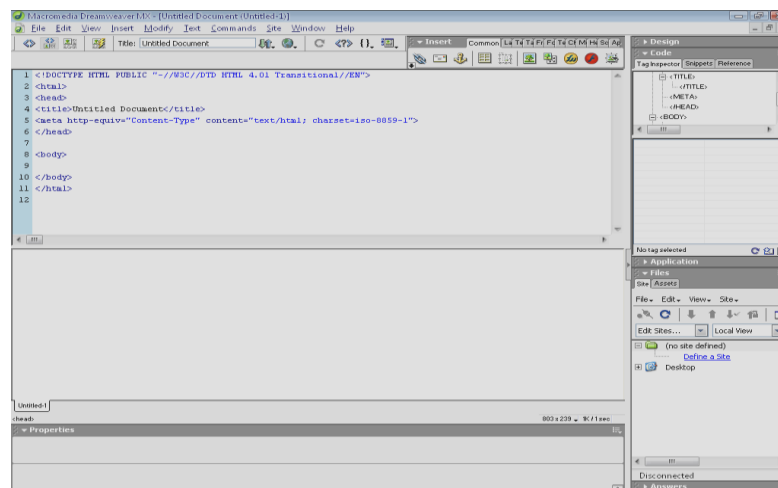 Macromedia Dreamweaver MX - [Untitled Document (Untitled-1)]
File Edit View Insert Modify Text Commands Site Window Help
Title: Untitled Document
Insert Common
1 <!DOCTYPE HTML PUBLIC "-//W3C//DTD HTML 4.01 Transitional//EN">
2 <html>
3 <head>
4 <title>Untitled Document</title>
5 <meta http-equiv="Content-Type" content="text/html; charset=iso-8859-1">
6 </head>
7
8 <body>
9
10 </body>
11 </html>
12
Untitled-1
<head>
803 x 239 1K / 1 sec
Properties
Design
Code
Tag Inspector Snippets Reference
<TITLE>
</TITLE>
<META>
</HEAD>
<BODY>
No tag selected
Application
Files
Site Assets
File Edit View Site
Edit Sites... Local View
(no site defined)
Define a Site
Desktop
Disconnected
Answers